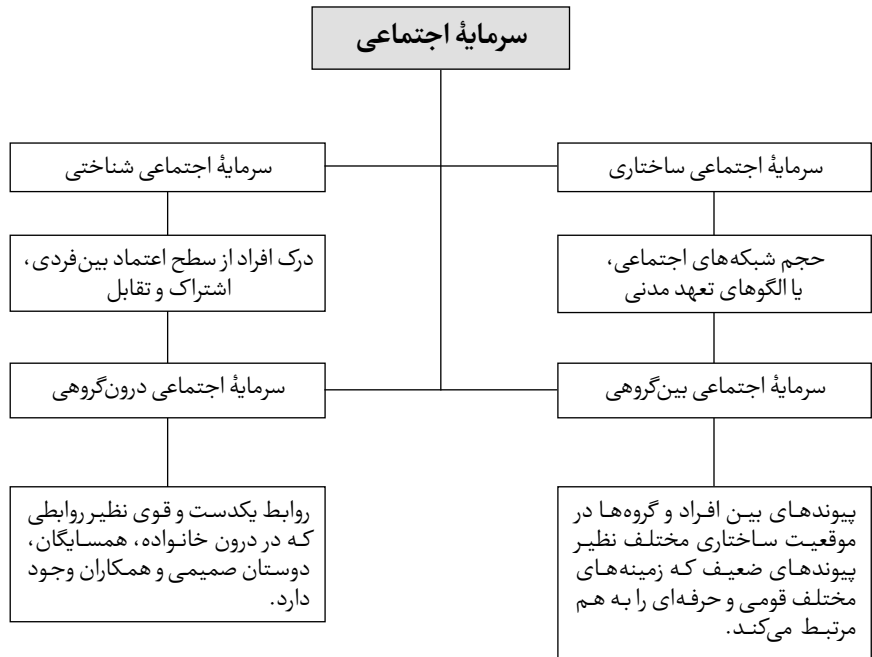 سرمایهٔ اجتماعی
سرمایهٔ اجتماعی ساختاری
سرمایهٔ اجتماعی شناختی
حجم شبکه‌های اجتماعی،
یا الگوهای تعهد مدنی
درک افراد از سطح اعتماد بین‌فردی،
اشتراک و تقابل
سرمایهٔ اجتماعی بین‌گروهی
سرمایهٔ اجتماعی درون‌گروهی
پیوندهای بین افراد و گروه‌ها در
موقعیت ساختاری مختلف نظیر
پیوندهای ضعیف که زمینه‌های
مختلف قومی و حرفه‌ای را به هم
مرتبط می‌کند.
روابط یکدست و قوی نظیر روابطی
که در درون خانواده، همسایگان،
دوستان صمیمی و همکاران وجود
دارد.